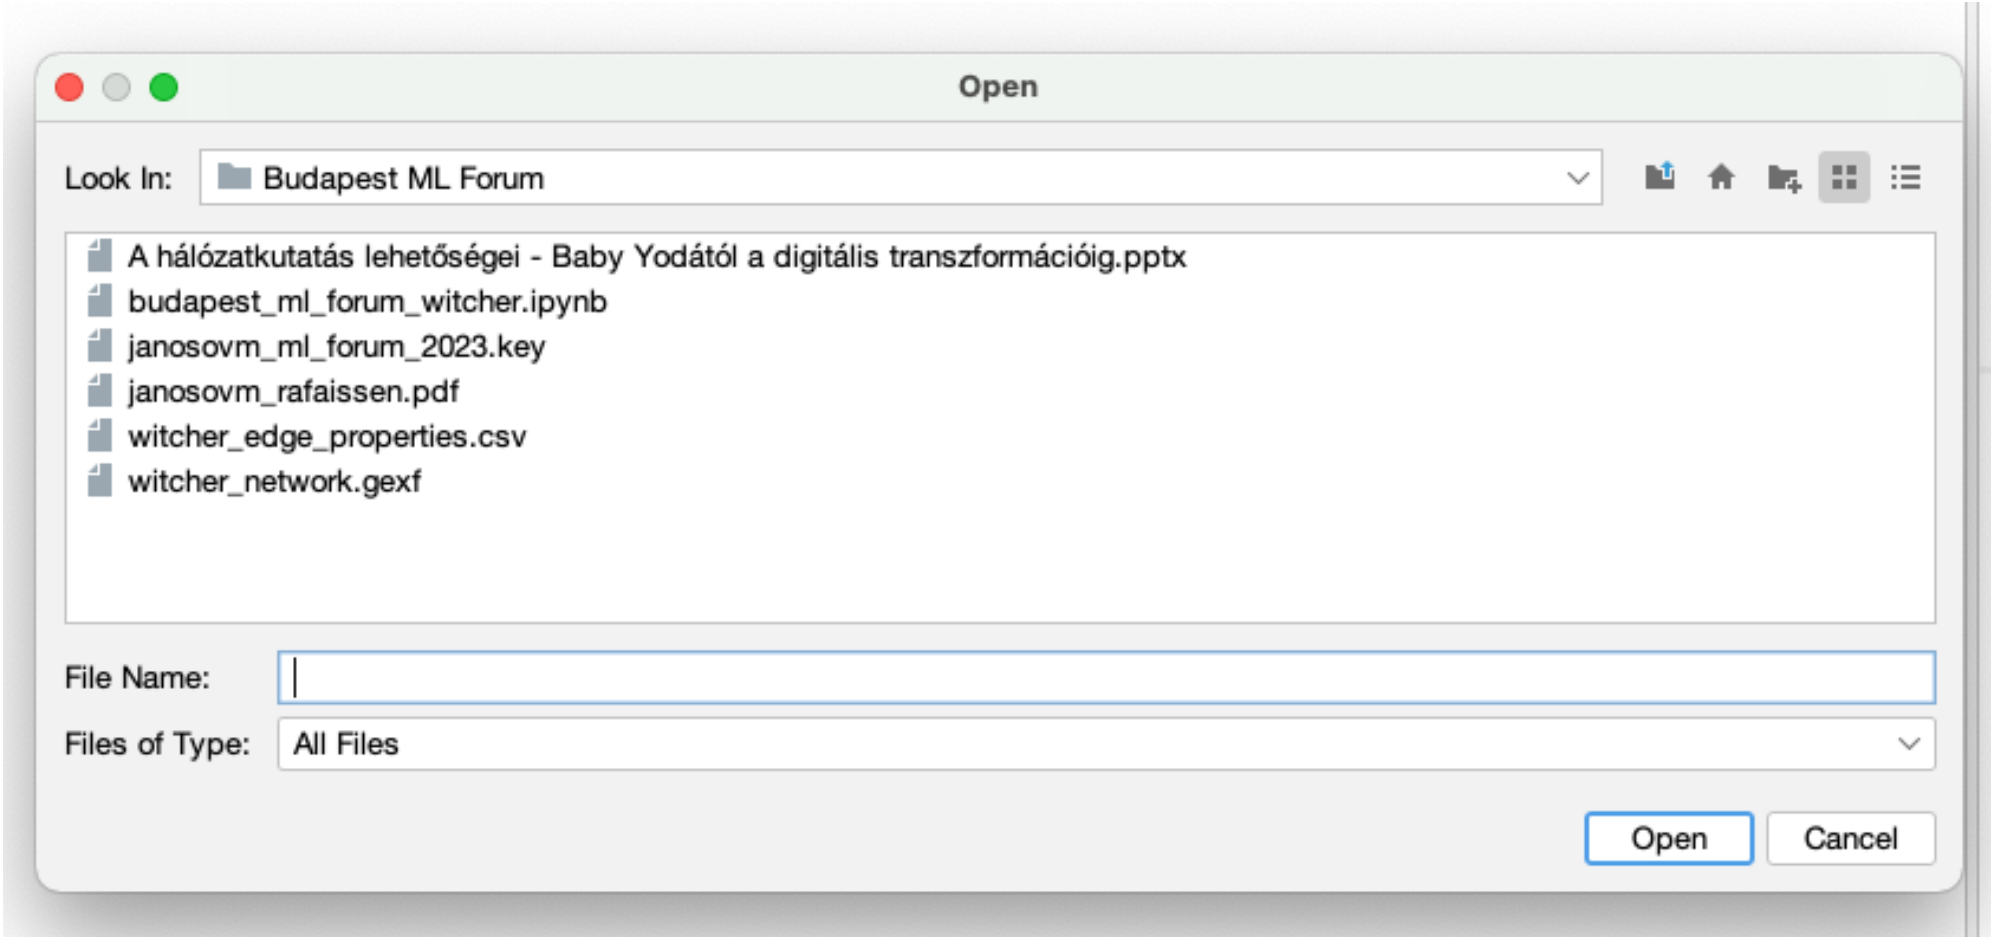 Open
Look In: Budapest ML Forum
A hálózatkutatás lehetőségei - Baby Yodától a digitális transzformációig.pptx
budapest_ml_forum_witcher.ipynb
janosovm_ml_forum_2023.key
janosovm_rafaissen.pdf
witcher_edge_properties.csv
witcher_network.gexf
File Name:
Files of Type: All Files
Open Cancel